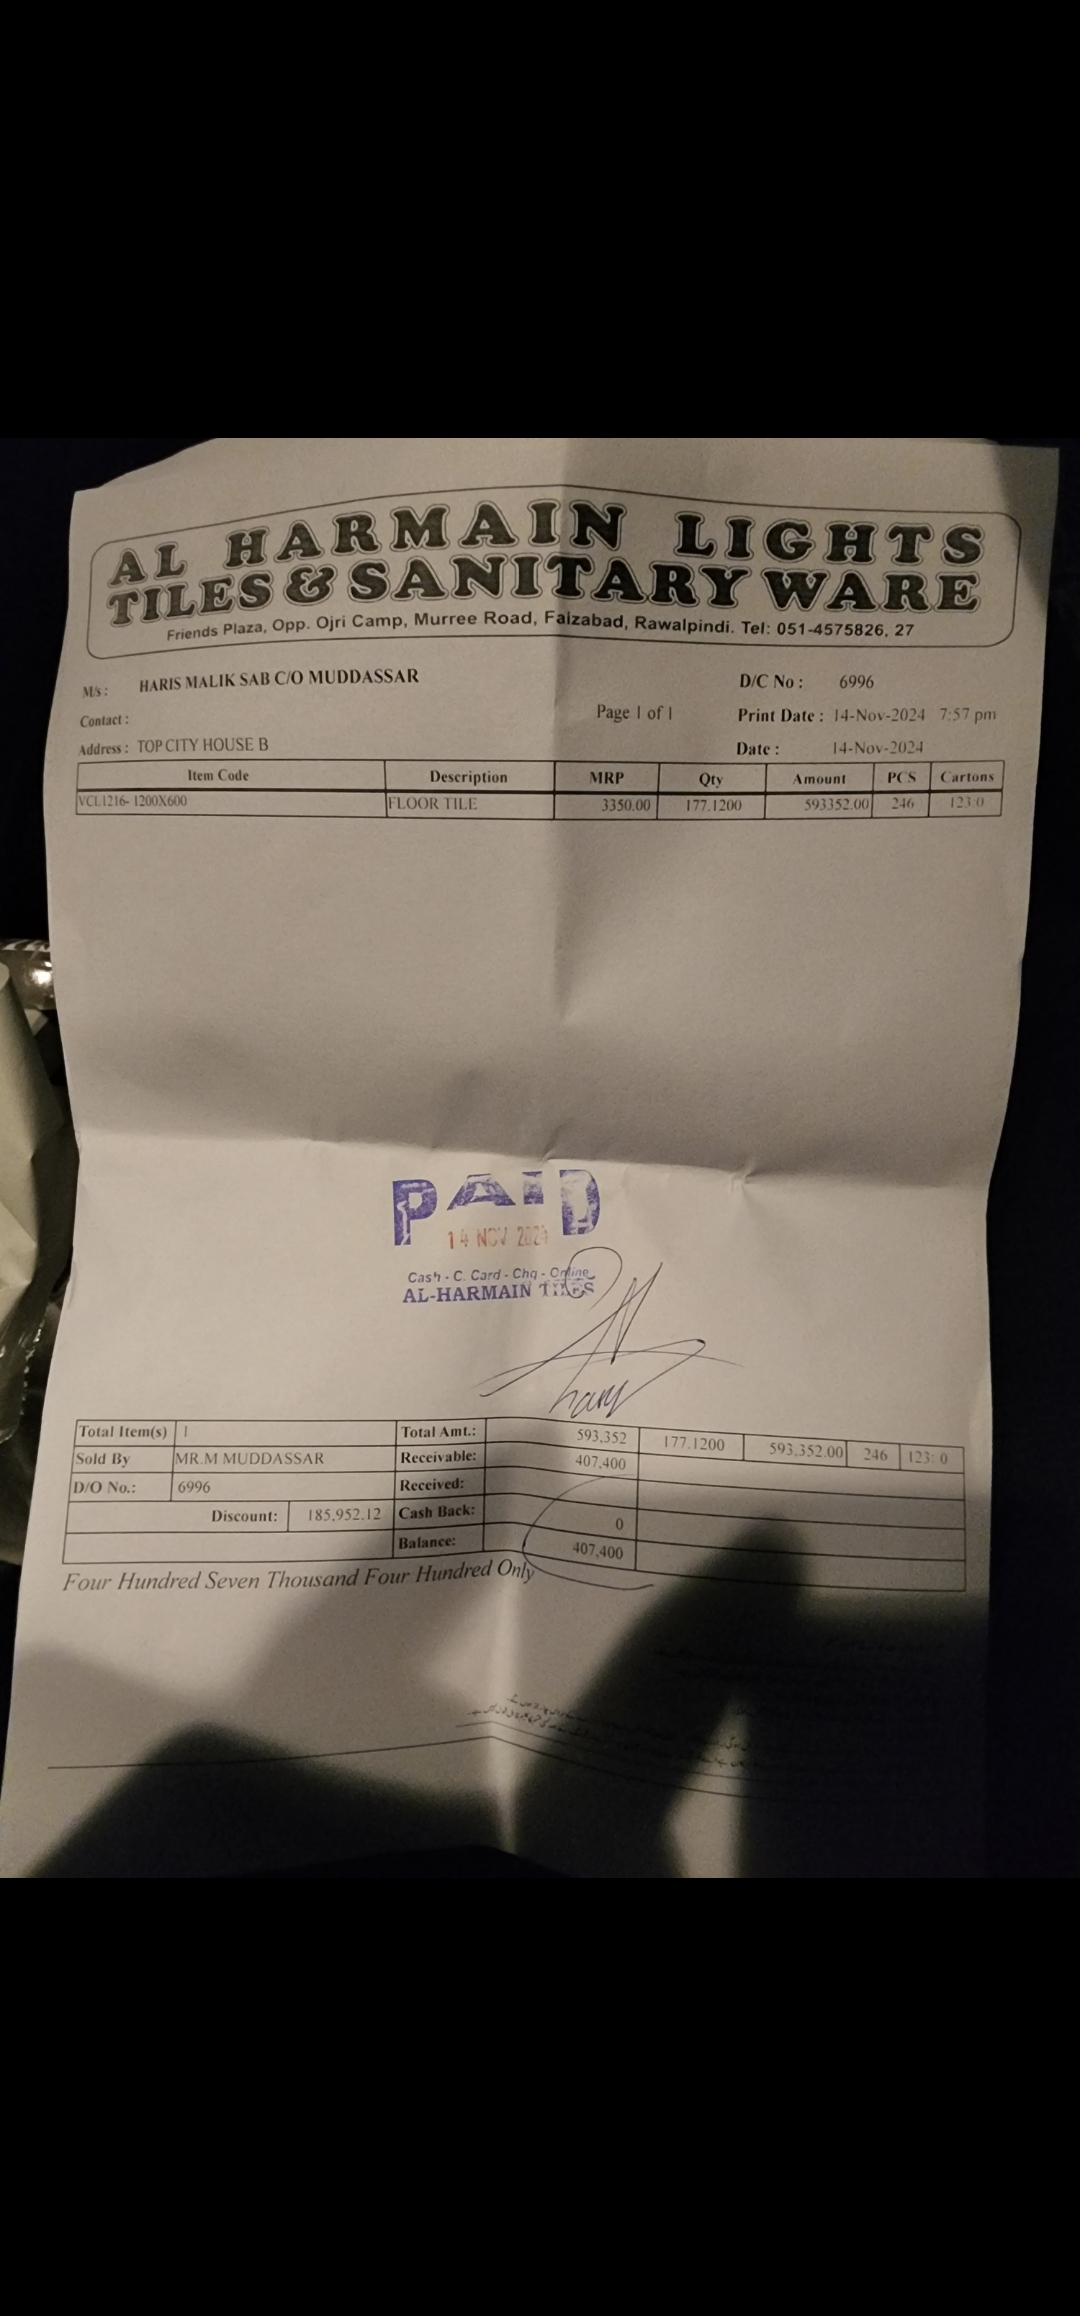 AL HARMAIN LIGHTS
TILES & SANITARY WARE
Friends Plaza, Opp. Ojri Camp, Murree Road, Faizabad, Rawalpindi. Tel: 051-4575826, 27
M/s : HARIS MALIK SAB C/O MUDDASSAR D/C No : 6996
Contact : Page 1 of 1 Print Date : 14-Nov-2024 7:57 pm
Address : TOP CITY HOUSE B Date : 14-Nov-2024
Item Code Description MRP Qty Amount PCS Cartons
VCL1216- 1200X600 FLOOR TILE 3350.00 177.1200 593352.00 246 123:0
PAID
14 NOV 2024
Cash - C. Card - Chq - Online
AL-HARMAIN TILES
Total Item(s) 1 Total Amt.: 593,352 177.1200 593,352.00 246 123: 0
Sold By MR.M MUDDASSAR Receivable: 407,400
D/O No.: 6996 Received:
Discount: 185,952.12 Cash Back: 0
Balance: 407,400
Four Hundred Seven Thousand Four Hundred Only